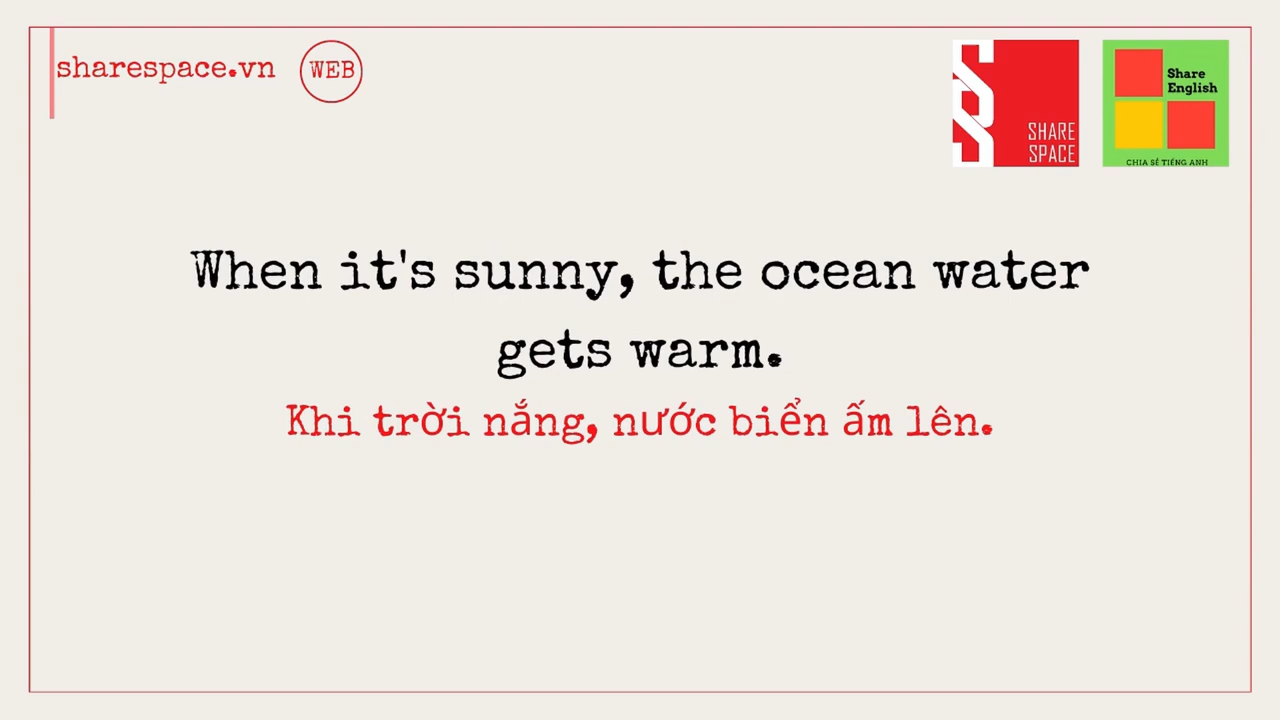 sharespace.vn WEB
SHARE
SPACE
Share
English
CHIA SẺ TIẾNG ANH
When it's sunny, the ocean water
gets warm.
Khi trời nắng, nước biển ấm lên.